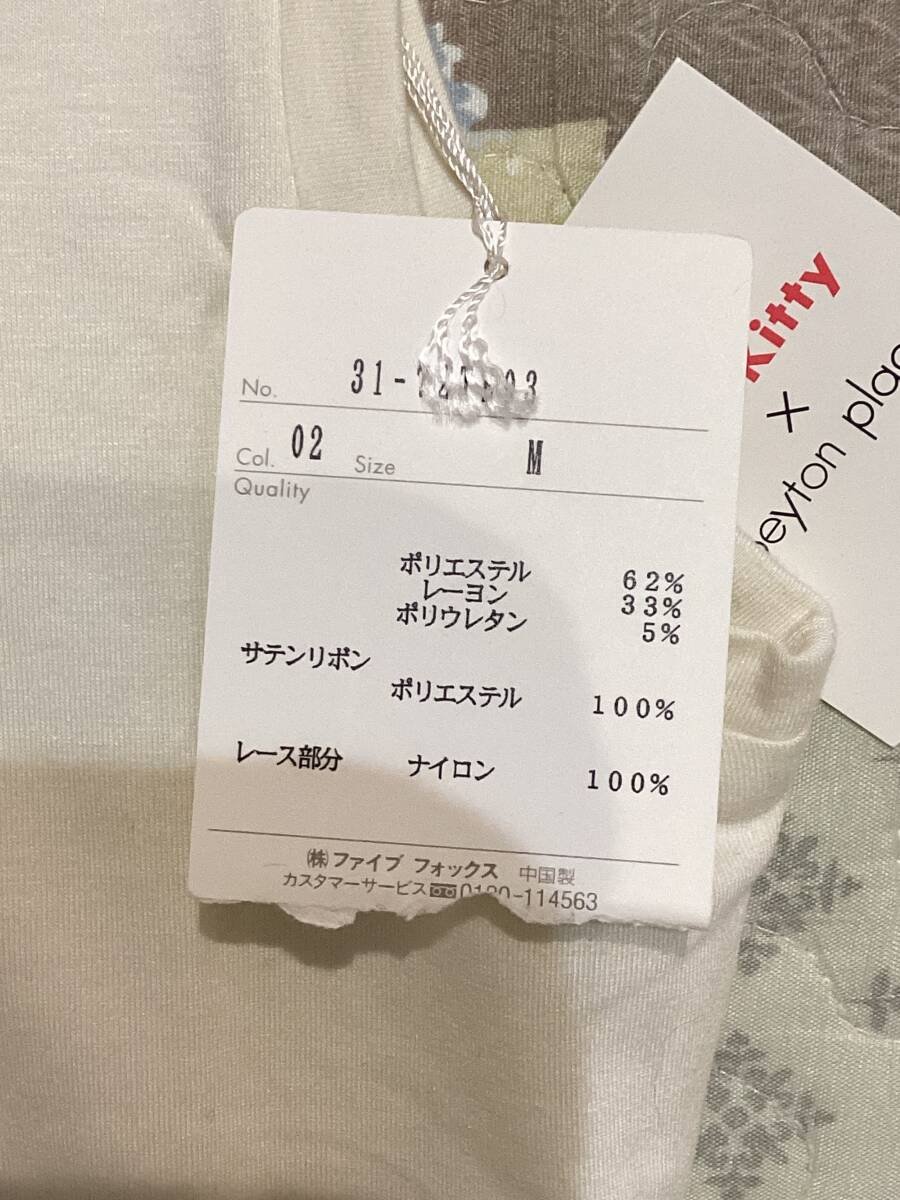 No.
Col. 02 Size M
Quality
ポリエステル 62%
レーヨン 33%
ポリウレタン 5%
サテンリボン
ポリエステル 100%
レース部分 ナイロン 100%
㈱ファイブ フォックス 中国製
カスタマーサービス -114563
Kitty
×
peyton